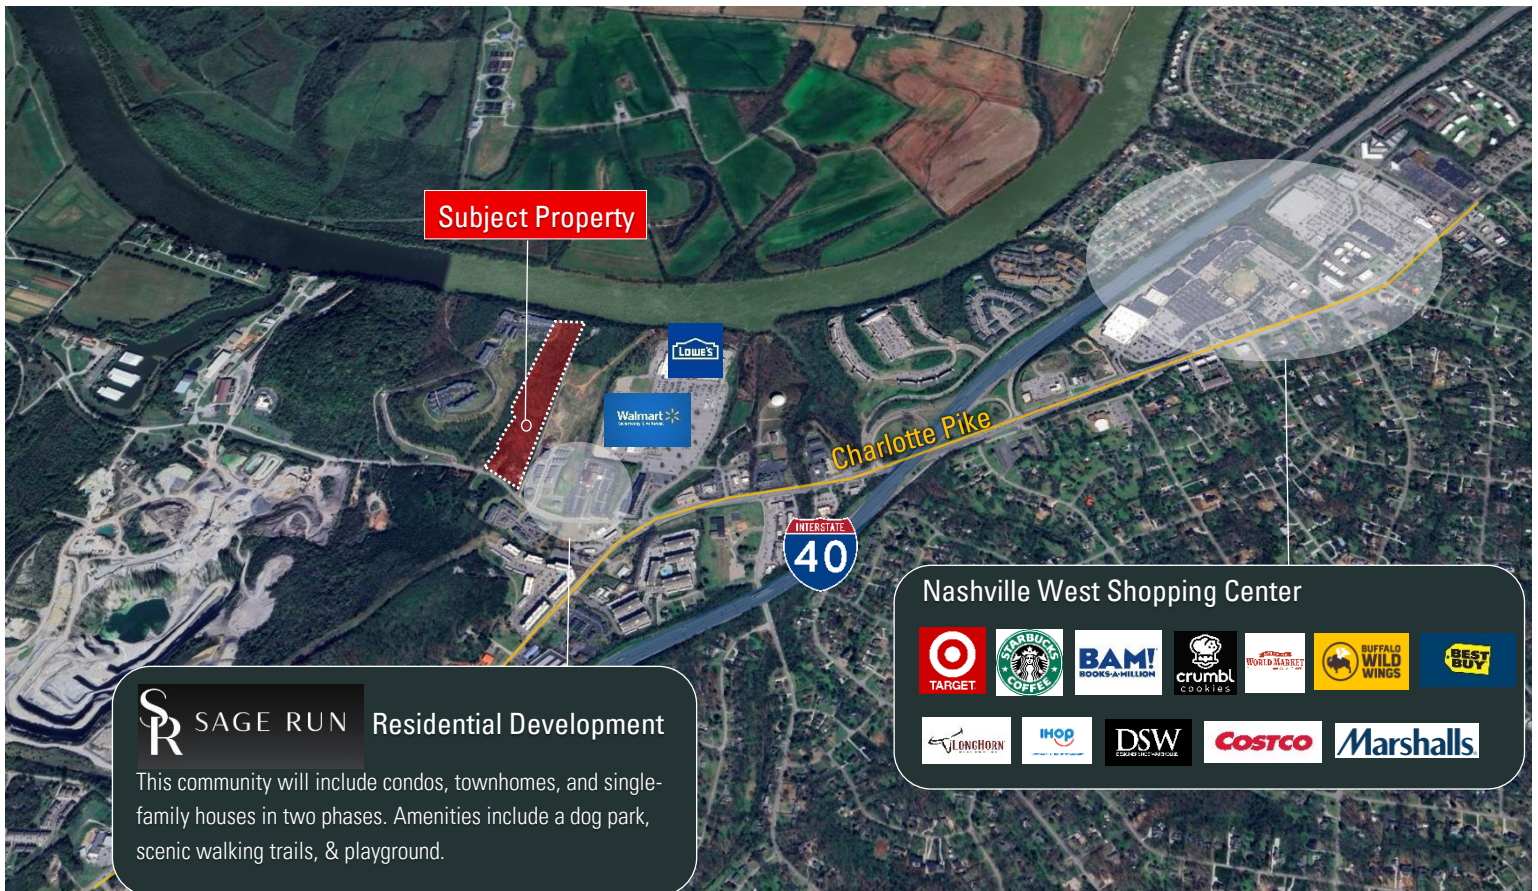 Subject Property
LOWE'S
Walmart
Charlotte Pike
INTERSTATE
40
Nashville West Shopping Center
TARGET
STARBUCKS
COFFEE
BAM!
BOOKS-A-MILLION
crumbl
cookies
WORLD MARKET
BUFFALO
WILD
WINGS
BEST
BUY
LONGHORN
IHOP
DSW
DESIGNER SHOE WAREHOUSE
COSTCO
Marshalls.
SR SAGE RUN Residential Development
This community will include condos, townhomes, and single-
family houses in two phases. Amenities include a dog park,
scenic walking trails, & playground.